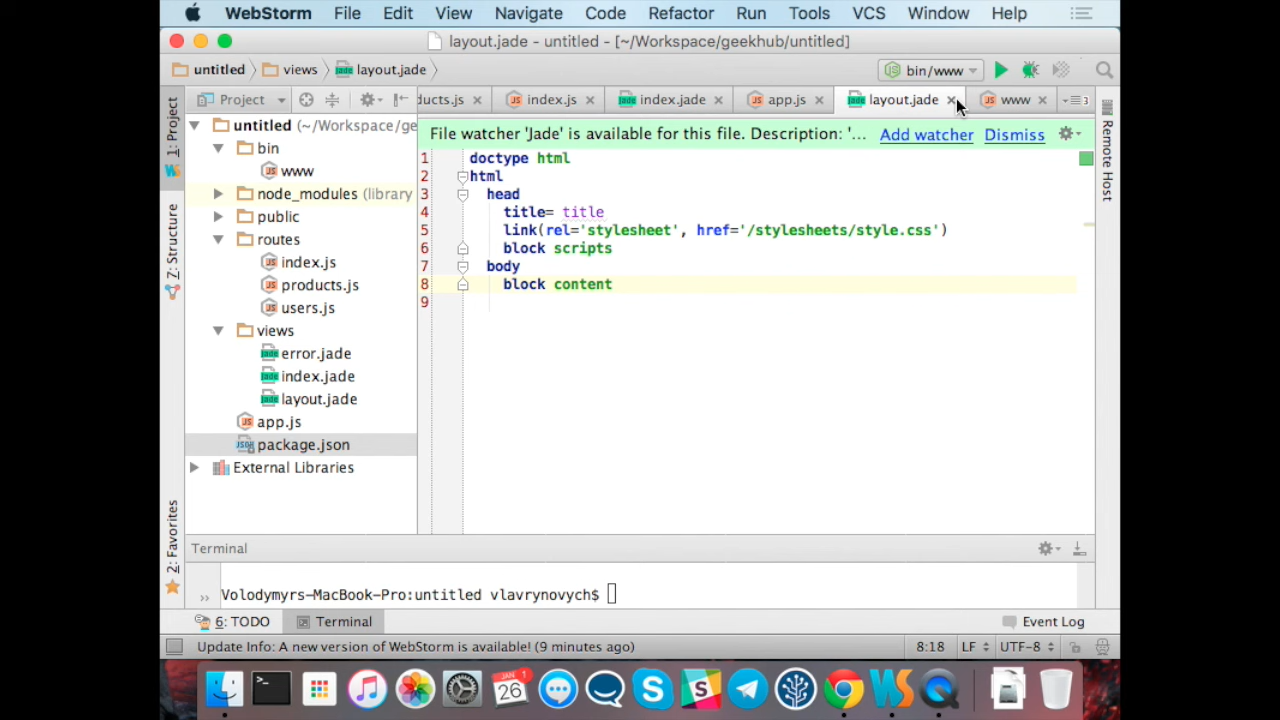 WebStorm File Edit View Navigate Code Refactor Run Tools VCS Window Help
layout.jade - untitled - [~/Workspace/geekhub/untitled]
untitled views layout.jade bin/www
1: Project
Project
ducts.js index.js index.jade app.js layout.jade www 3
File watcher 'Jade' is available for this file. Description: '... Add watcher Dismiss
untitled (~/Workspace/ge
bin
www
node_modules (library
public
routes
index.js
products.js
users.js
views
error.jade
index.jade
layout.jade
app.js
package.json
External Libraries
1 doctype html
2 html
3 head
4 title= title
5 link(rel='stylesheet', href='/stylesheets/style.css')
6 block scripts
7 body
8 block content
9
Remote Host
7: Structure
2: Favorites
Terminal
Volodymyrs-MacBook-Pro:untitled vlavrynovych$
6: TODO Terminal Event Log
Update Info: A new version of WebStorm is available! (9 minutes ago) 8:18 LF UTF-8
JAN 1
26